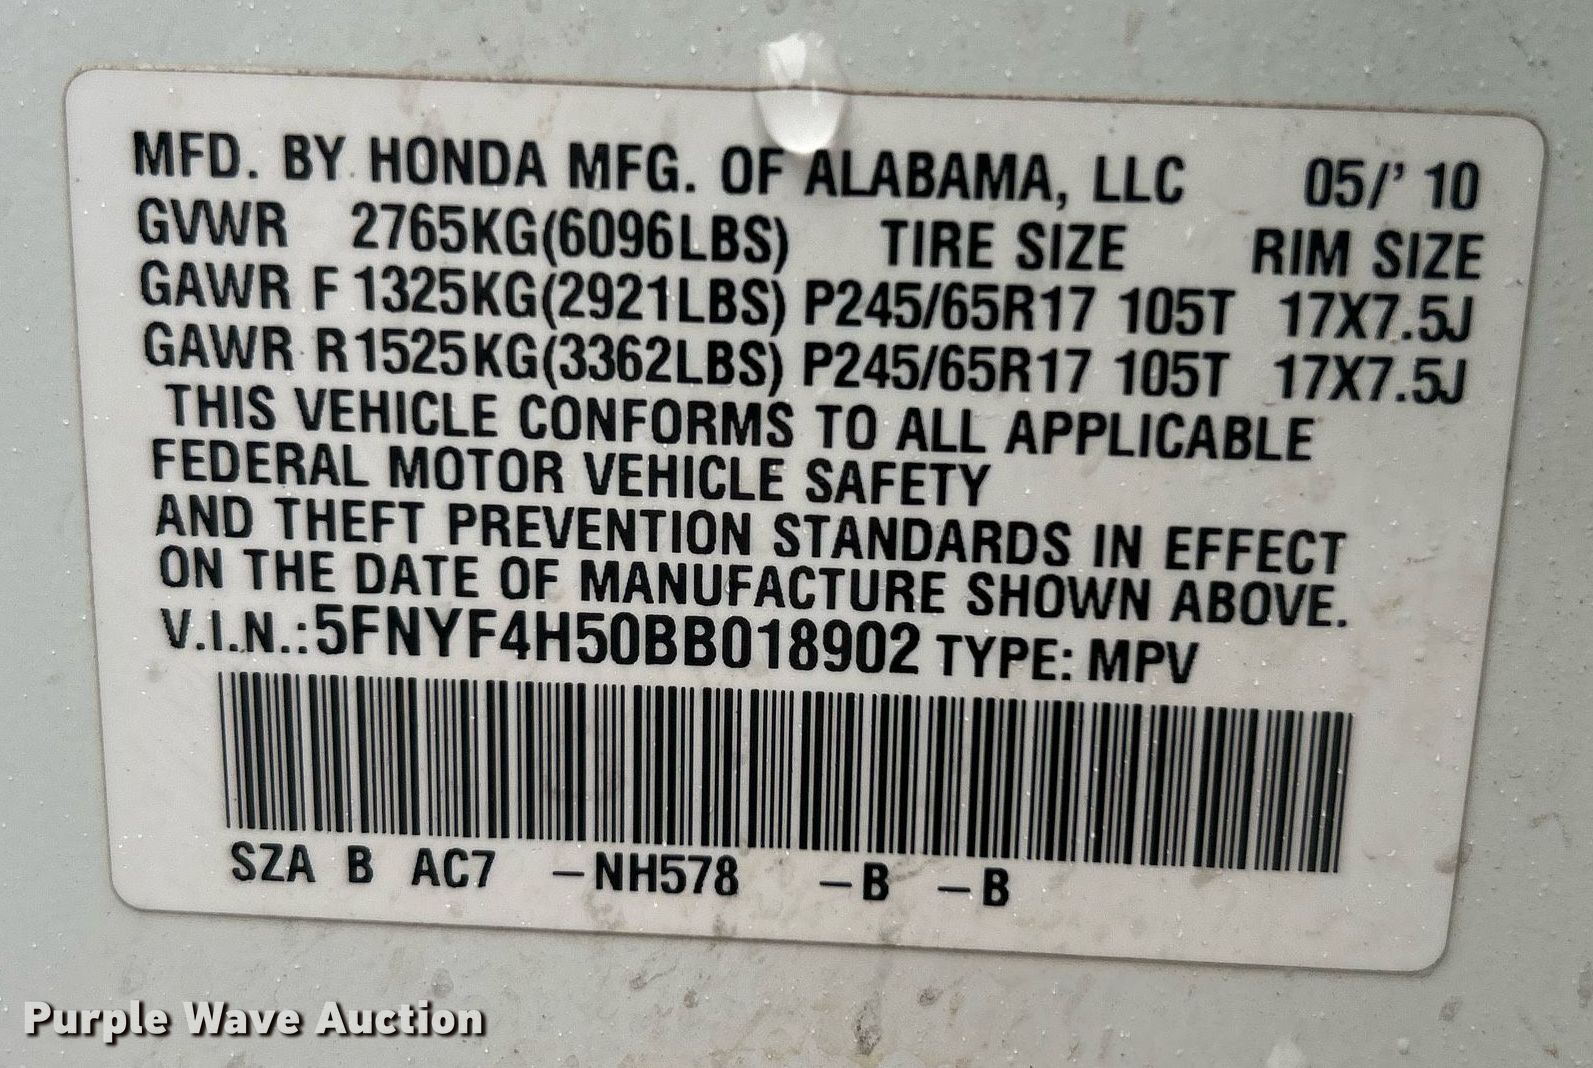 MFD. BY HONDA MFG. OF ALABAMA, LLC 05/' 10
GVWR 2765KG(6096LBS) TIRE SIZE RIM SIZE
GAWR F 1325KG(2921LBS) P245/65R17 105T 17X7.5J
GAWR R1525KG(3362LBS) P245/65R17 105T 17X7.5J
THIS VEHICLE CONFORMS TO ALL APPLICABLE
FEDERAL MOTOR VEHICLE SAFETY
AND THEFT PREVENTION STANDARDS IN EFFECT
ON THE DATE OF MANUFACTURE SHOWN ABOVE.
V.I.N.:5FNYF4H50BB018902 TYPE: MPV
SZA B AC7 –NH578 –B –B
Purple Wave Auction